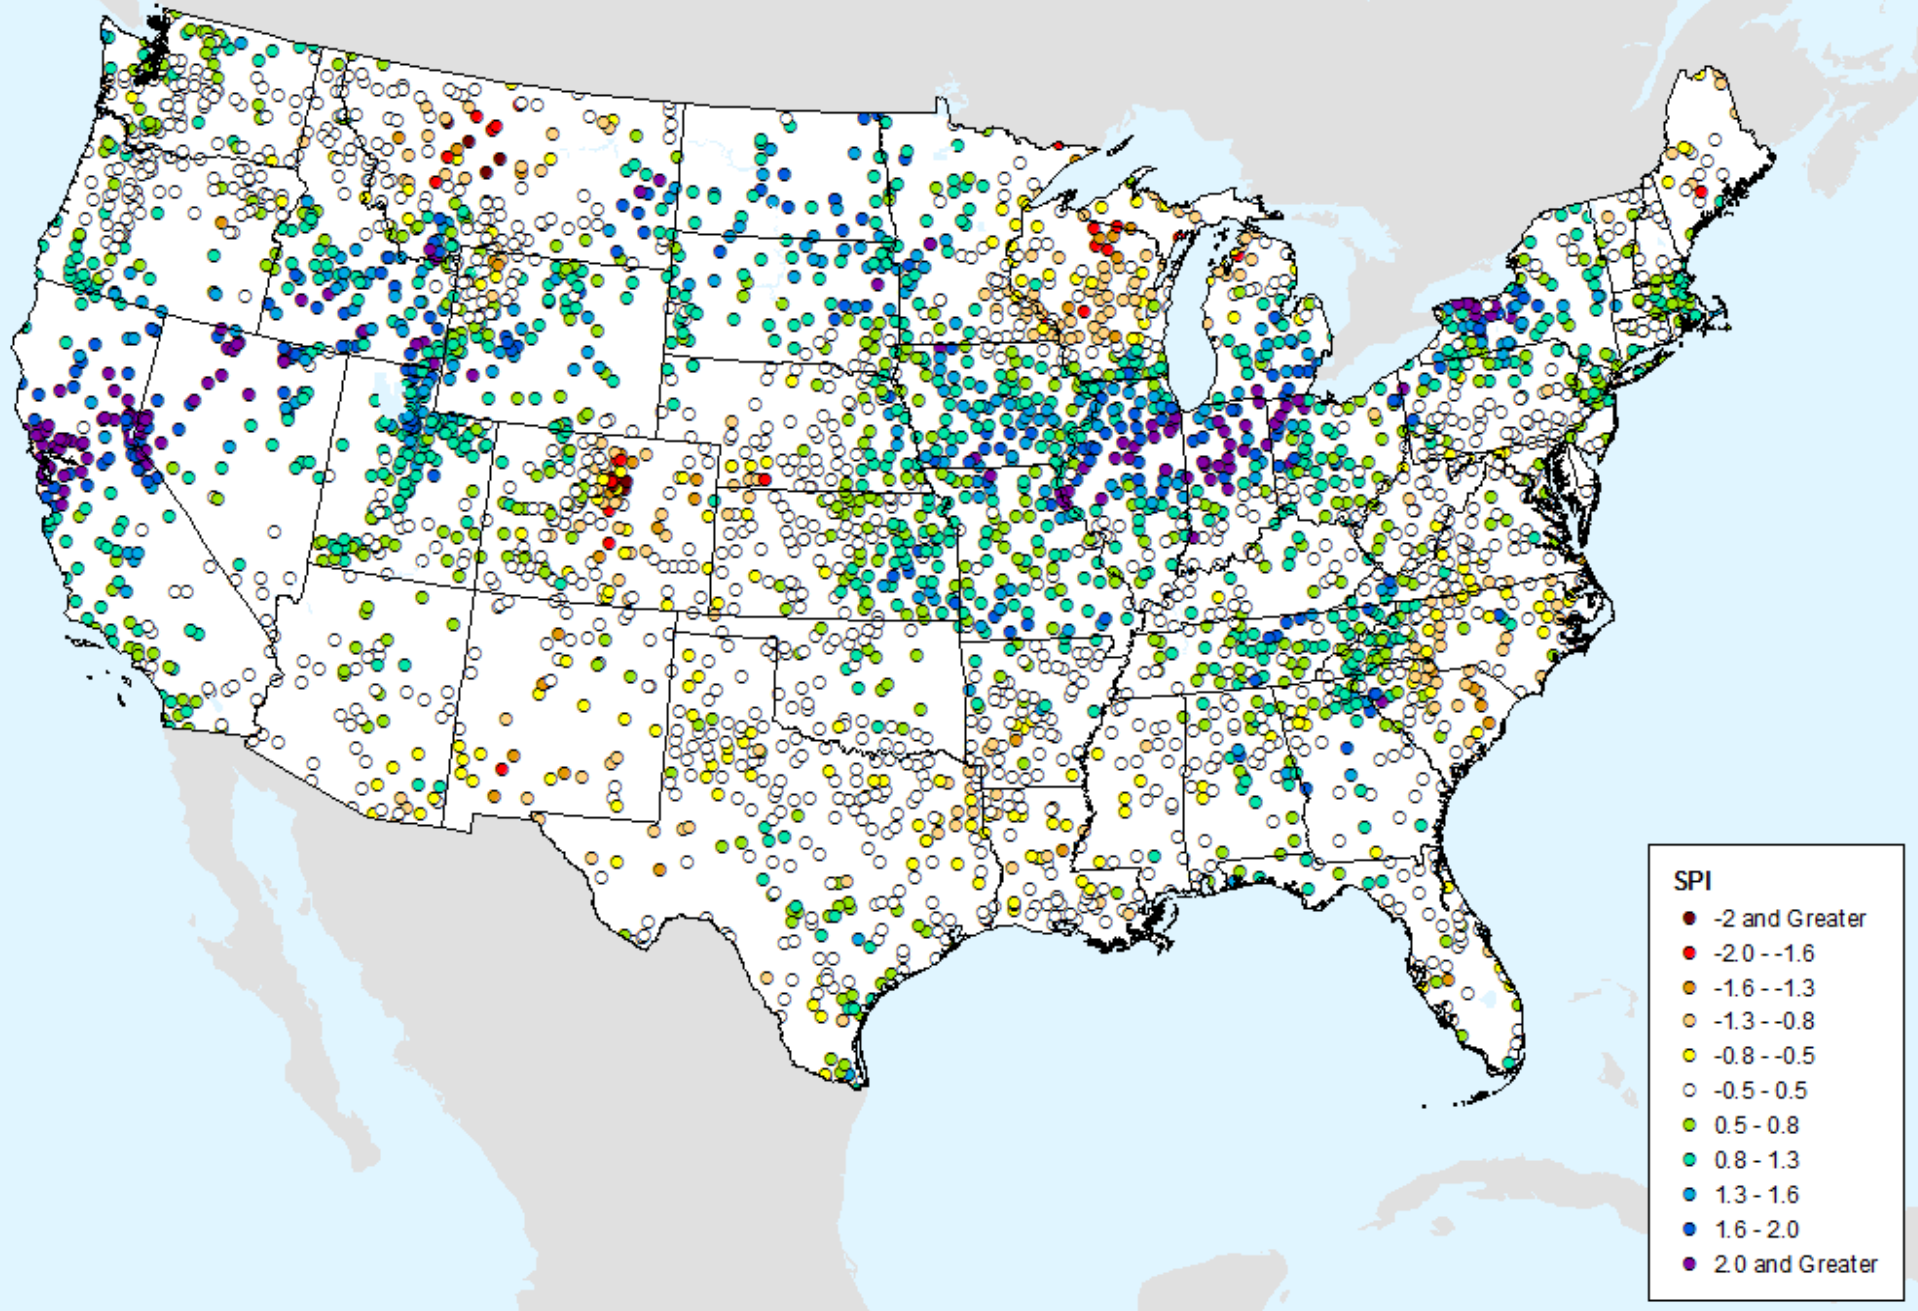 SPI
-2 and Greater
-2.0 - -1.6
-1.6 - -1.3
-1.3 - -0.8
-0.8 - -0.5
-0.5 - 0.5
0.5 - 0.8
0.8 - 1.3
1.3 - 1.6
1.6 - 2.0
2.0 and Greater